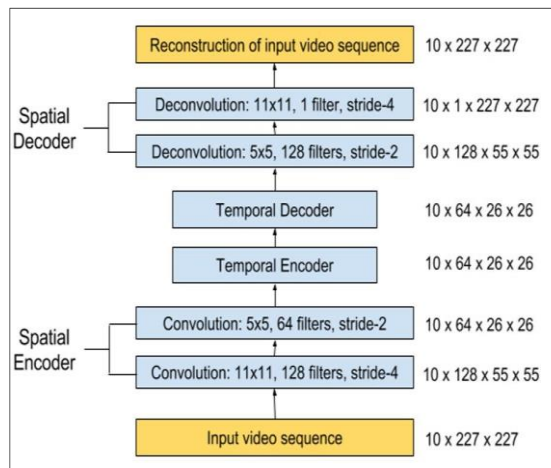 Reconstruction of input video sequence 10 x 227 x 227
Deconvolution: 11x11, 1 filter, stride-4 10 x 1 x 227 x 227
Spatial
Decoder
Deconvolution: 5x5, 128 filters, stride-2 10 x 128 x 55 x 55
Temporal Decoder 10 x 64 x 26 x 26
Temporal Encoder 10 x 64 x 26 x 26
Convolution: 5x5, 64 filters, stride-2 10 x 64 x 26 x 26
Spatial
Encoder
Convolution: 11x11, 128 filters, stride-4 10 x 128 x 55 x 55
Input video sequence 10 x 227 x 227